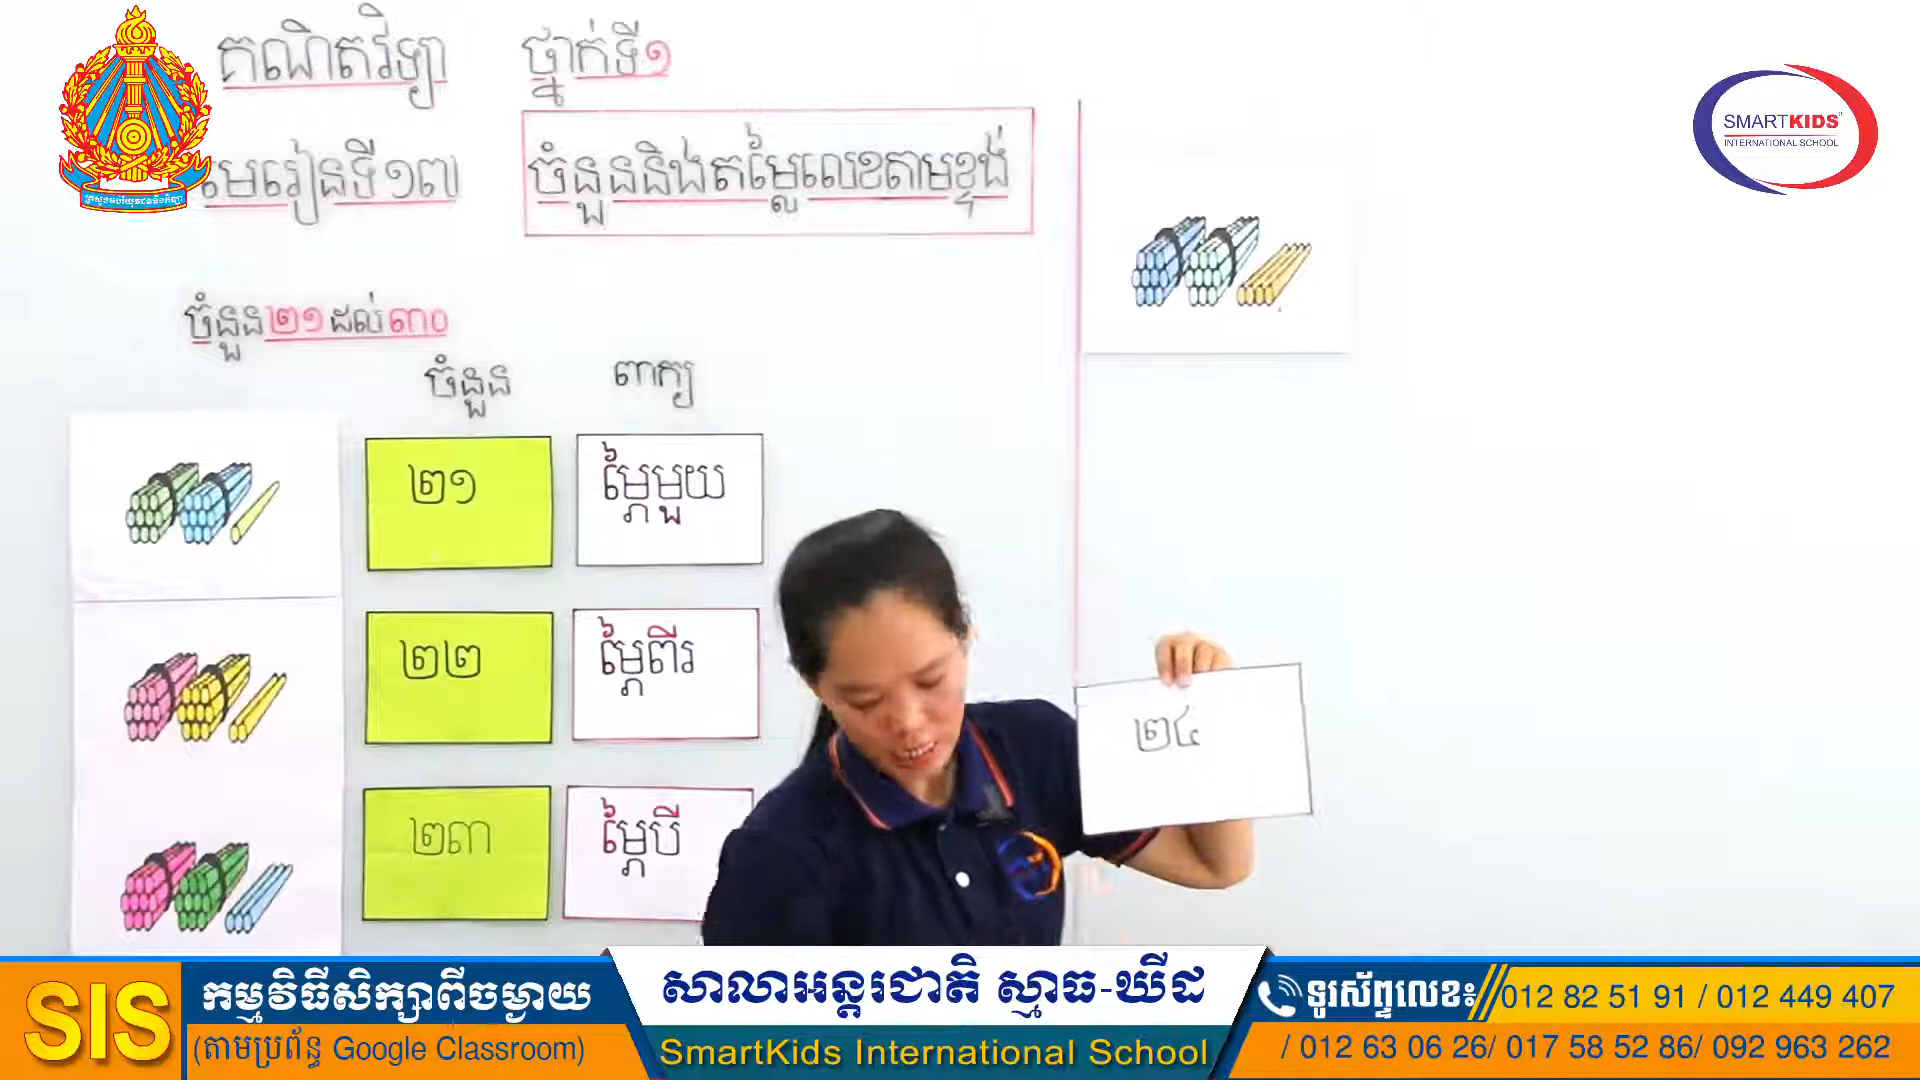 គណិតវិទ្យា ថ្នាក់ទី១
មេរៀនទី១៧ ចំនួននិងតម្លៃលេខតាមខ្ទង់
SMARTKIDS
INTERNATIONAL SCHOOL
ចំនួន២១ដល់៣០
ចំនួន ពាក្យ
២១ ម្ភៃមួយ
២២ ម្ភៃពីរ
២៣ ម្ភៃបី
២៤
SIS
កម្មវិធីសិក្សាពីចម្ងាយ
(តាមប្រព័ន្ធ Google Classroom)
សាលាអន្តរជាតិ ស្មាធ-ឃីដ
SmartKids International School
ទូរស័ព្ទលេខ៖ 012 82 51 91 / 012 449 407
/ 012 63 06 26/ 017 58 52 86/ 092 963 262